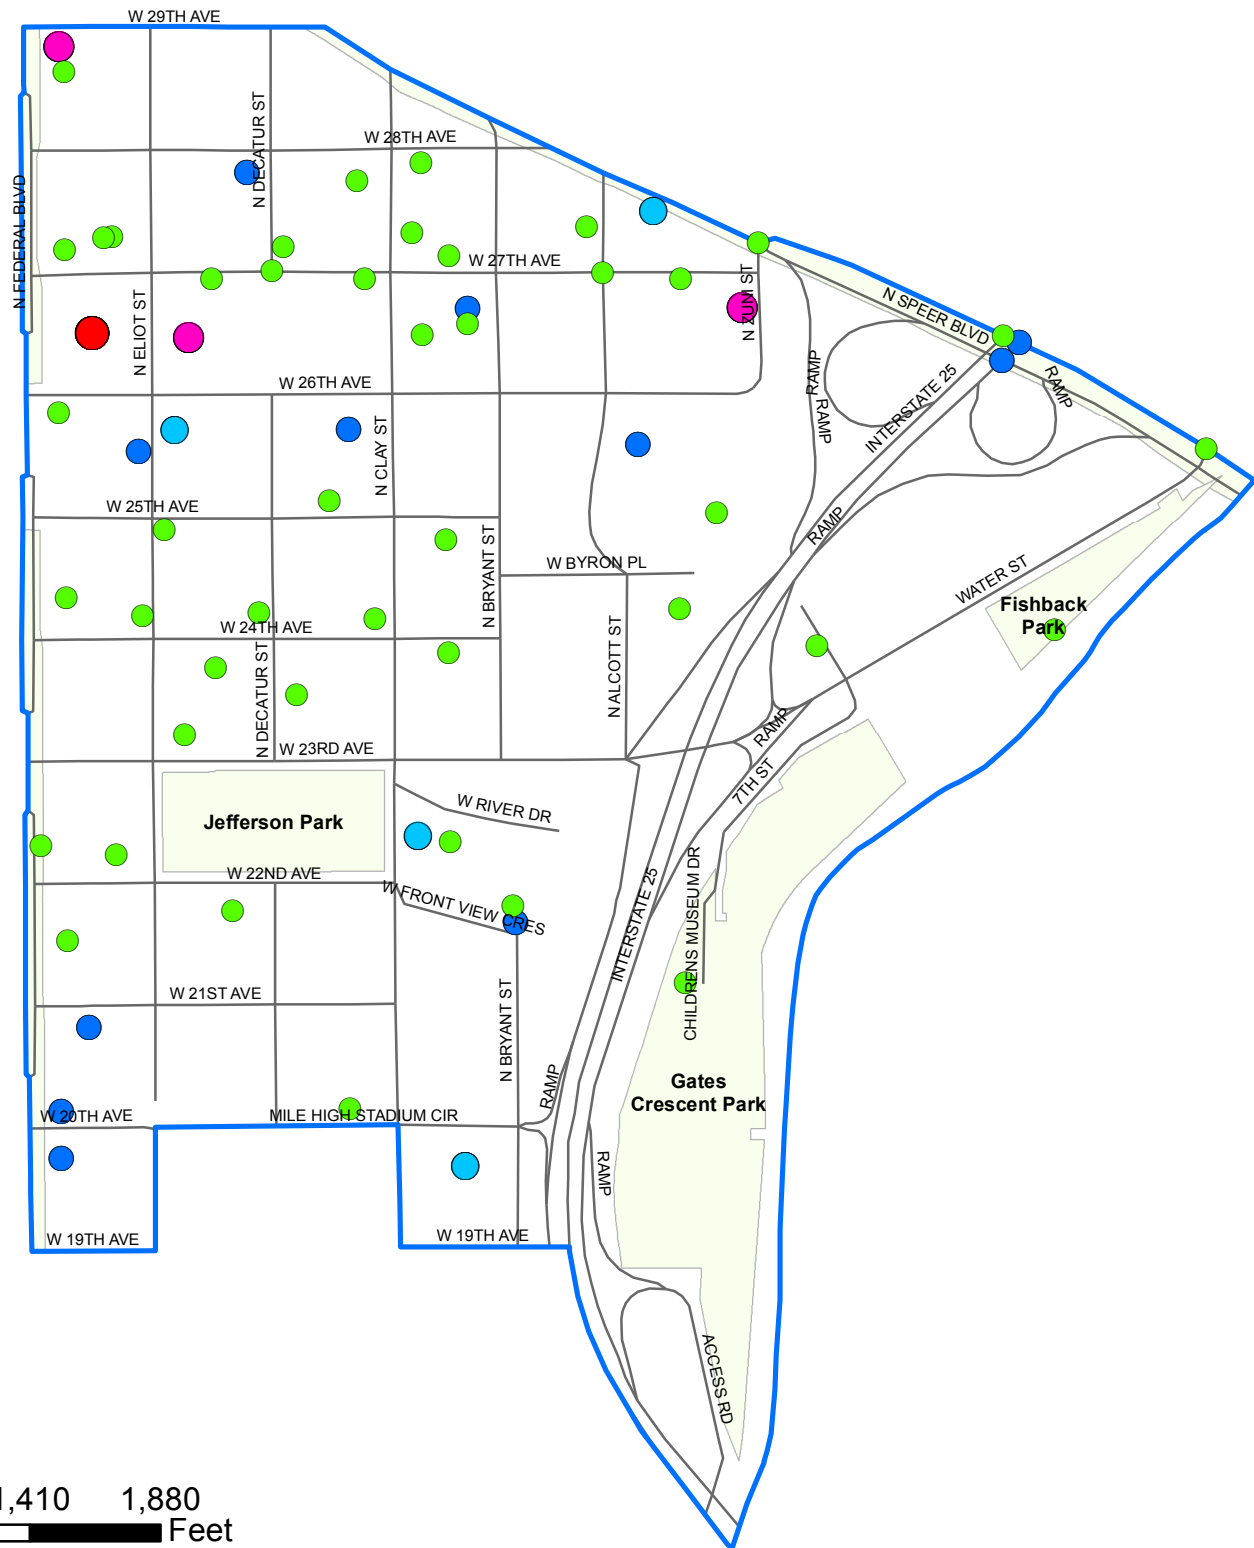 W 29TH AVE
N DECATUR ST
W 28TH AVE
N FEDERAL BLVD
W 27TH AVE
N ELIOT ST
N ZUNI ST
N SPEER BLVD
RAMP
RAMP
INTERSTATE 25
RAMP
W 26TH AVE
N CLAY ST
W 25TH AVE
RAMP
N BRYANT ST
W BYRON PL
WATER ST
Fishback
Park
W 24TH AVE
N ALCOTT ST
N DECATUR ST
W 23RD AVE
RAMP
7TH ST
W RIVER DR
Jefferson Park
W 22ND AVE
W FRONT VIEW CRES
INTERSTATE 25
CHILDRENS MUSEUM DR
W 21ST AVE
N BRYANT ST
RAMP
Gates
Crescent Park
W 20TH AVE
MILE HIGH STADIUM CIR
RAMP
W 19TH AVE
W 19TH AVE
ACCESS RD
1,410 1,880
Feet